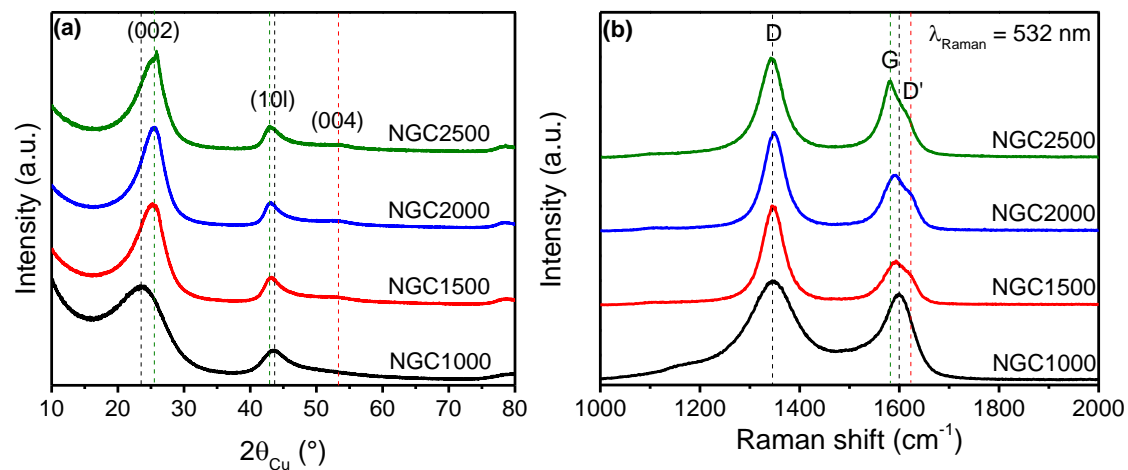 (a)
(002)
(10l)
(004)
NGC2500
NGC2000
NGC1500
NGC1000
Intensity (a.u.)
10 20 30 40 50 60 70 80
2θCu (°)
(b)
λRaman = 532 nm
D
G
D'
NGC2500
NGC2000
NGC1500
NGC1000
Intensity (a.u.)
1000 1200 1400 1600 1800 2000
Raman shift (cm-1)